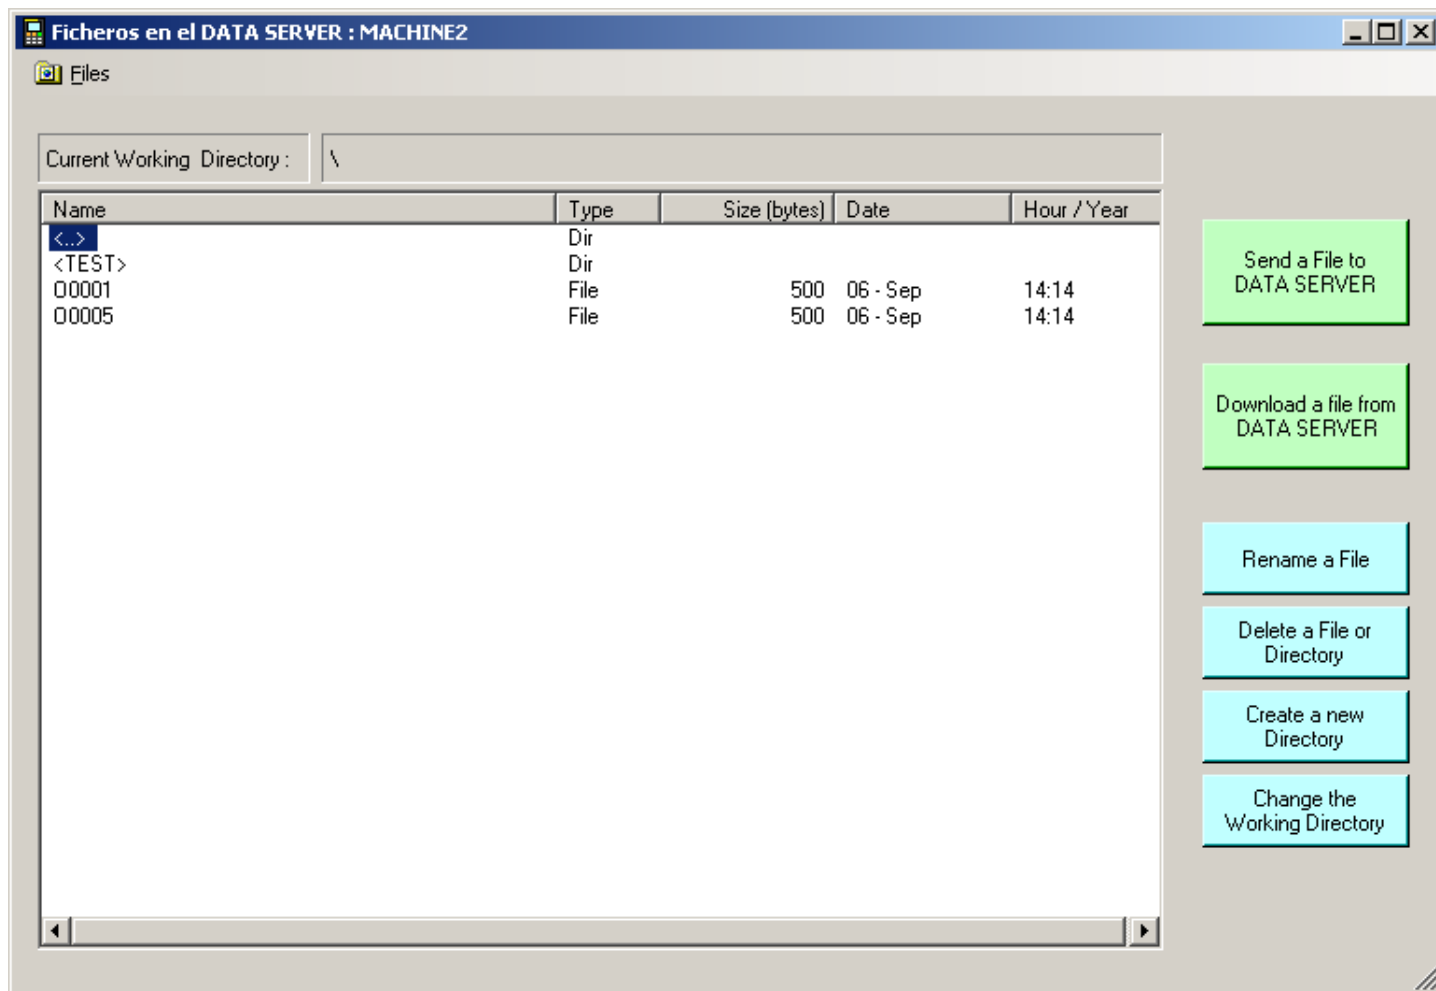 Ficheros en el DATA SERVER : MACHINE2
Files
Current Working Directory : \
Name Type Size (bytes) Date Hour / Year
<..> Dir
<TEST> Dir
O0001 File 500 06 - Sep 14:14
O0005 File 500 06 - Sep 14:14
Send a File to
DATA SERVER
Download a file from
DATA SERVER
Rename a File
Delete a File or
Directory
Create a new
Directory
Change the
Working Directory